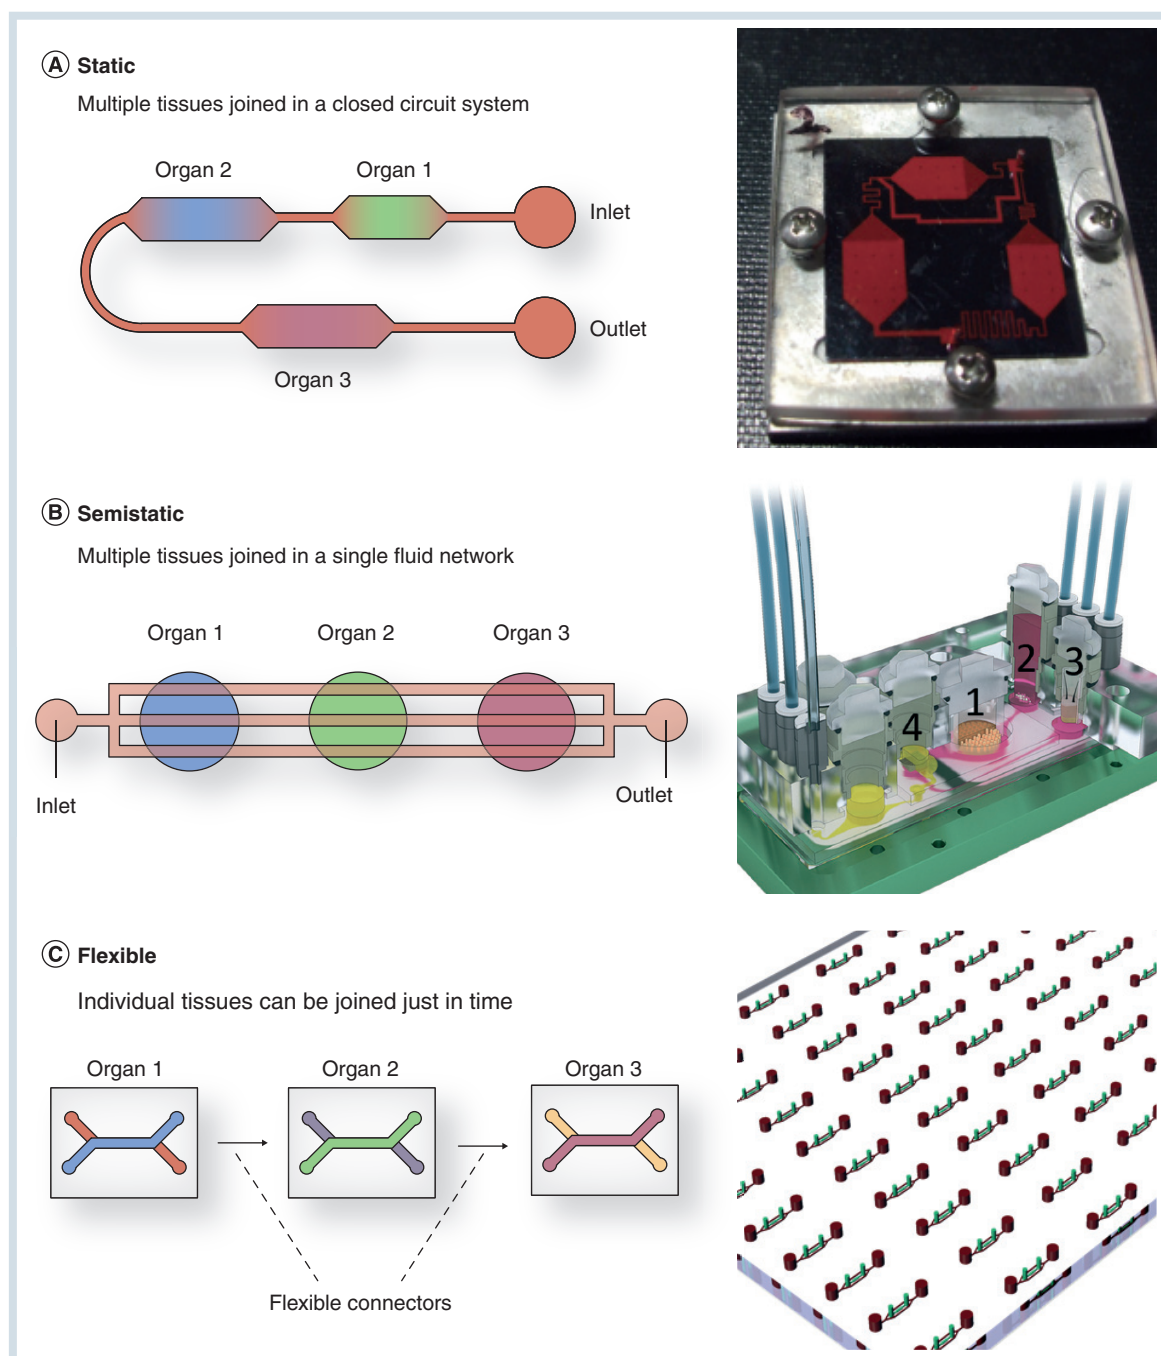 A Static
Multiple tissues joined in a closed circuit system
Organ 2
Organ 1
Inlet
Outlet
Organ 3
B Semistatic
Multiple tissues joined in a single fluid network
Organ 1
Organ 2
Organ 3
Inlet
Outlet
1
2
3
4
C Flexible
Individual tissues can be joined just in time
Organ 1
Organ 2
Organ 3
Flexible connectors